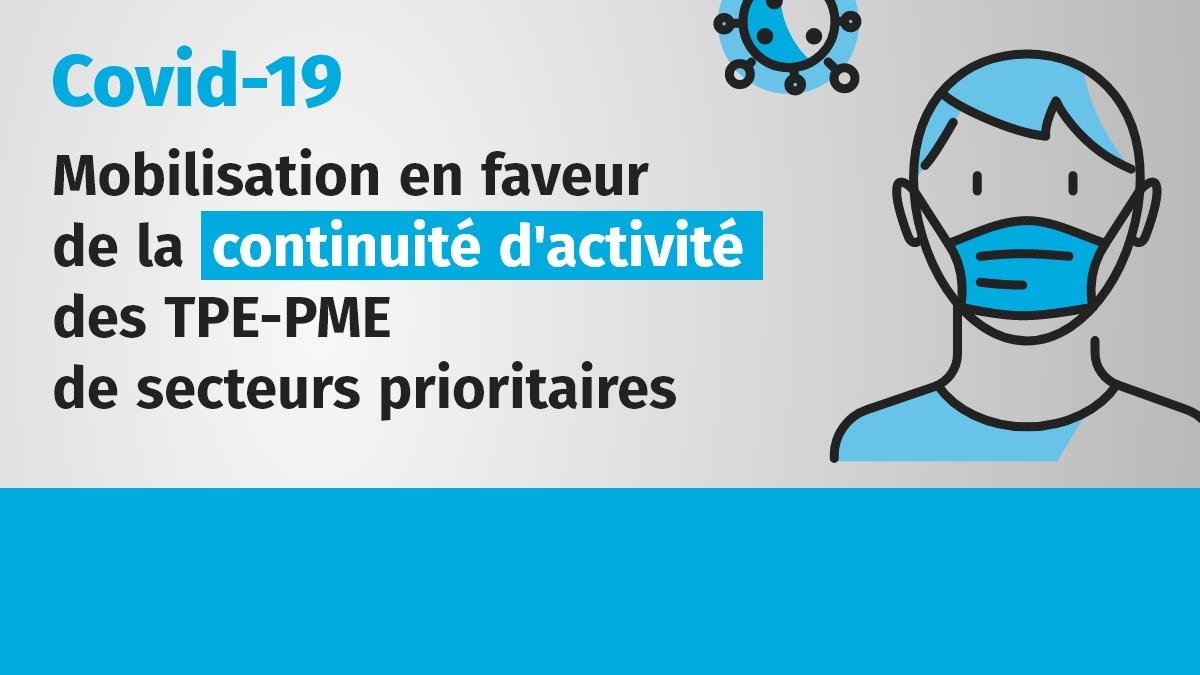 Covid-19
Mobilisation en faveur
de la continuité d'activité
des TPE-PME
de secteurs prioritaires